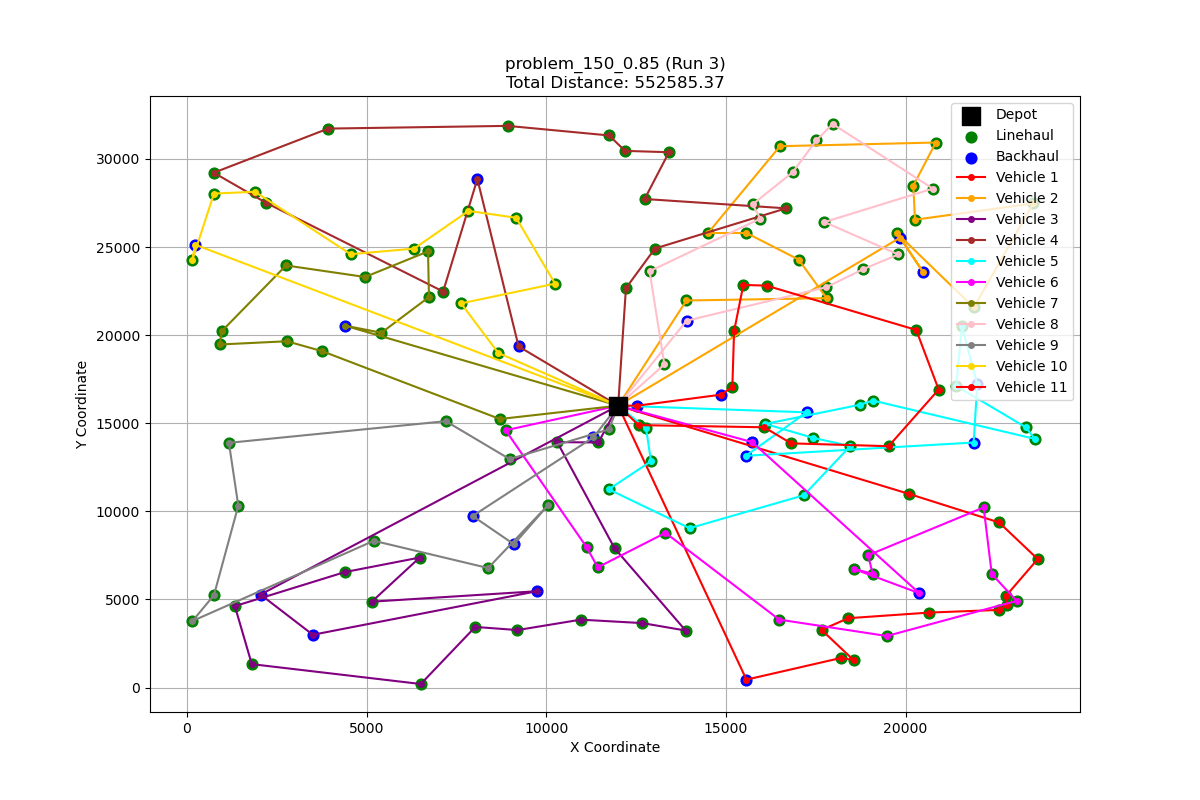 problem_150_0.85 (Run 3)
Total Distance: 552585.37
Depot
Linehaul
Backhaul
Vehicle 1
Vehicle 2
Vehicle 3
Vehicle 4
Vehicle 5
Vehicle 6
Vehicle 7
Vehicle 8
Vehicle 9
Vehicle 10
Vehicle 11
Y Coordinate
30000
25000
20000
15000
10000
5000
0
0 5000 10000 15000 20000
X Coordinate